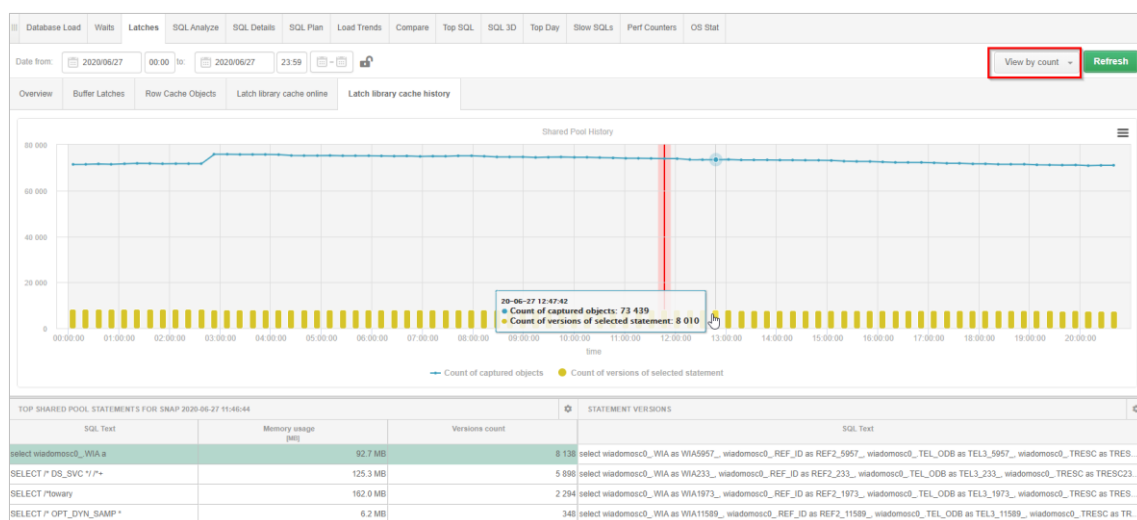 Database Load Waits Latches SQL Analyze SQL Details SQL Plan Load Trends Compare Top SQL SQL 3D Top Day Slow SQLs Perf Counters OS Stat
Date from: 2020/06/27 00:00 to: 2020/06/27 23:59 - View by count Refresh
Overview Buffer Latches Row Cache Objects Latch library cache online Latch library cache history
Shared Pool History
80 000
60 000
40 000
20 000
0
20-06-27 12:47:42
Count of captured objects: 73 439
Count of versions of selected statement: 8 010
00:00:00 01:00:00 02:00:00 03:00:00 04:00:00 05:00:00 06:00:00 07:00:00 08:00:00 09:00:00 10:00:00 11:00:00 12:00:00 13:00:00 14:00:00 15:00:00 16:00:00 17:00:00 18:00:00 19:00:00 20:00:00
time
Count of captured objects Count of versions of selected statement
TOP SHARED POOL STATEMENTS FOR SNAP 2020-06-27 11:46:44 STATEMENT VERSIONS
SQL Text Memory usage Versions count SQL Text
[MB]
select wiadomosc0_.WIA a 92.7 MB 8 138 select wiadomosc0_.WIA as WIA5957_, wiadomosc0_.REF_ID as REF2_5957_, wiadomosc0_.TEL_ODB as TEL3_5957_, wiadomosc0_.TRESC as TRES...
SELECT /* DS_SVC */ /*+ 125.3 MB 5 898 select wiadomosc0_.WIA as WIA233_, wiadomosc0_.REF_ID as REF2_233_, wiadomosc0_.TEL_ODB as TEL3_233_, wiadomosc0_.TRESC as TRESC23...
SELECT /*towary 162.0 MB 2 294 select wiadomosc0_.WIA as WIA1973_, wiadomosc0_.REF_ID as REF2_1973_, wiadomosc0_.TEL_ODB as TEL3_1973_, wiadomosc0_.TRESC as TRES...
SELECT /* OPT_DYN_SAMP * 6.2 MB 348 select wiadomosc0_.WIA as WIA11589_, wiadomosc0_.REF_ID as REF2_11589_, wiadomosc0_.TEL_ODB as TEL3_11589_, wiadomosc0_.TRESC as TR...